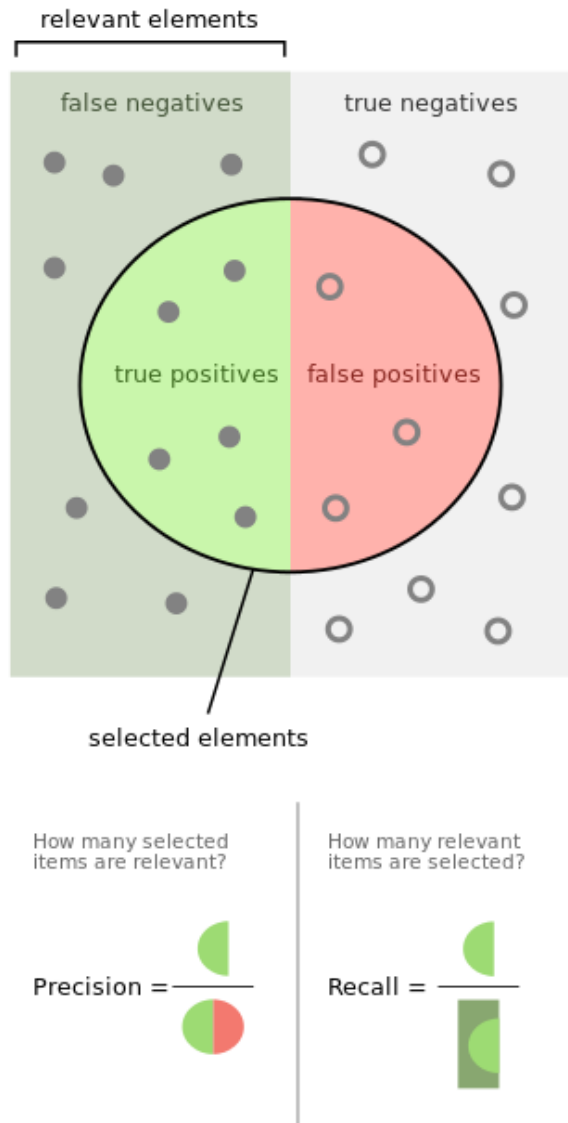 relevant elements
false negatives
true negatives
true positives
false positives
selected elements
How many selected
items are relevant?
Precision =
How many relevant
items are selected?
Recall =